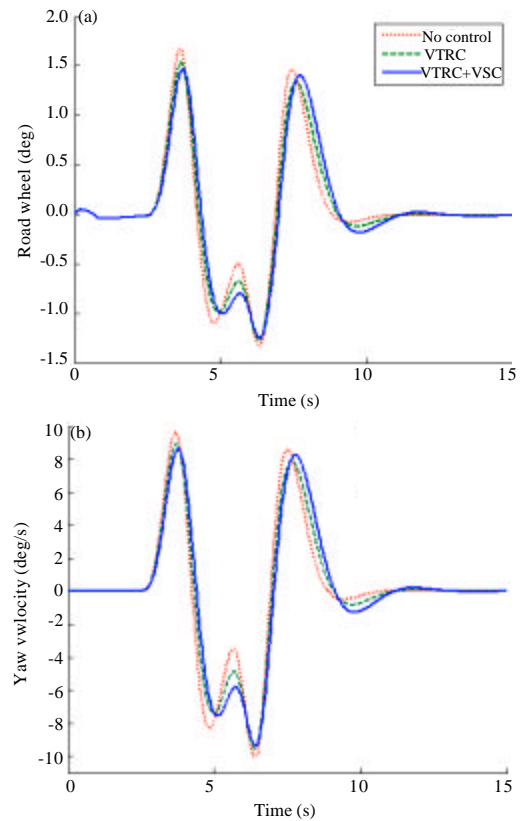 (a)
No control
VTRC
VTRC+VSC
2.0
1.5
1.0
0.5
0.0
-0.5
-1.0
-1.5
Road wheel (deg)
0 5 10 15
Time (s)
(b)
10
8
6
4
2
0
-2
-4
-6
-8
-10
Yaw vwlocity (deg/s)
0 5 10 15
Time (s)